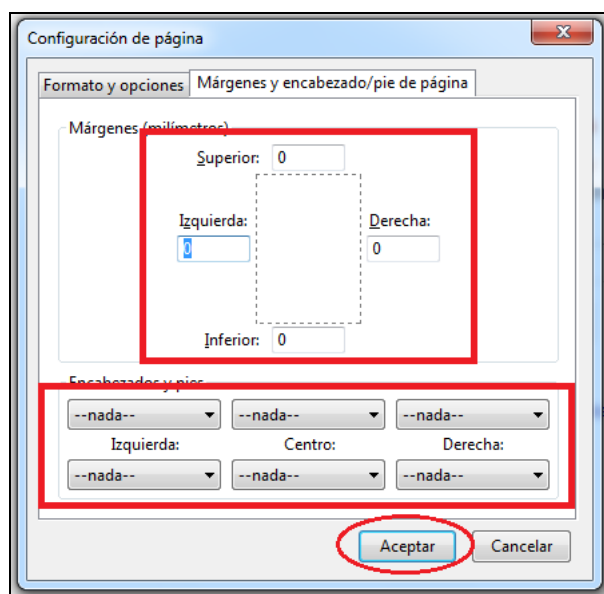 Configuración de página
Formato y opciones Márgenes y encabezado/pie de página
Márgenes (milímetros)
Superior: 0
Izquierda: Derecha:
0 0
Inferior: 0
Encabezados y pies
--nada-- --nada-- --nada--
Izquierda: Centro: Derecha:
--nada-- --nada-- --nada--
Aceptar Cancelar